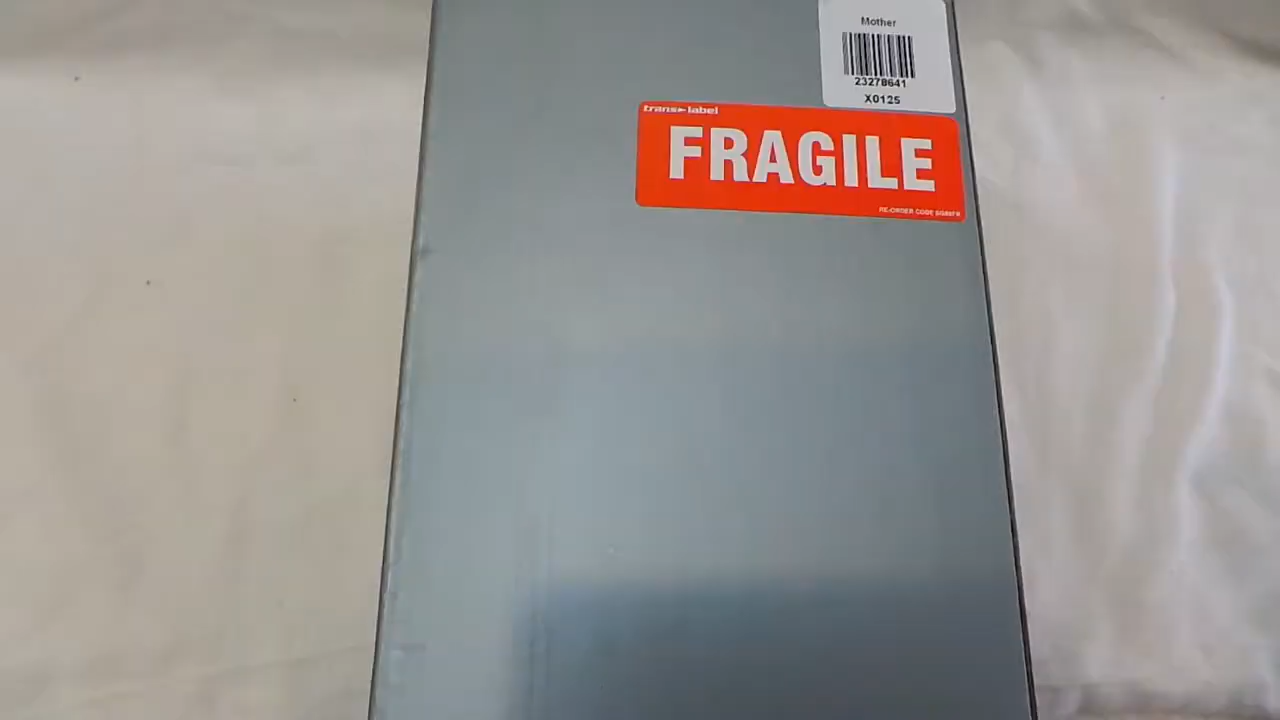 Mother
23278641
X0125
trans label
FRAGILE
RE-ORDER CODE